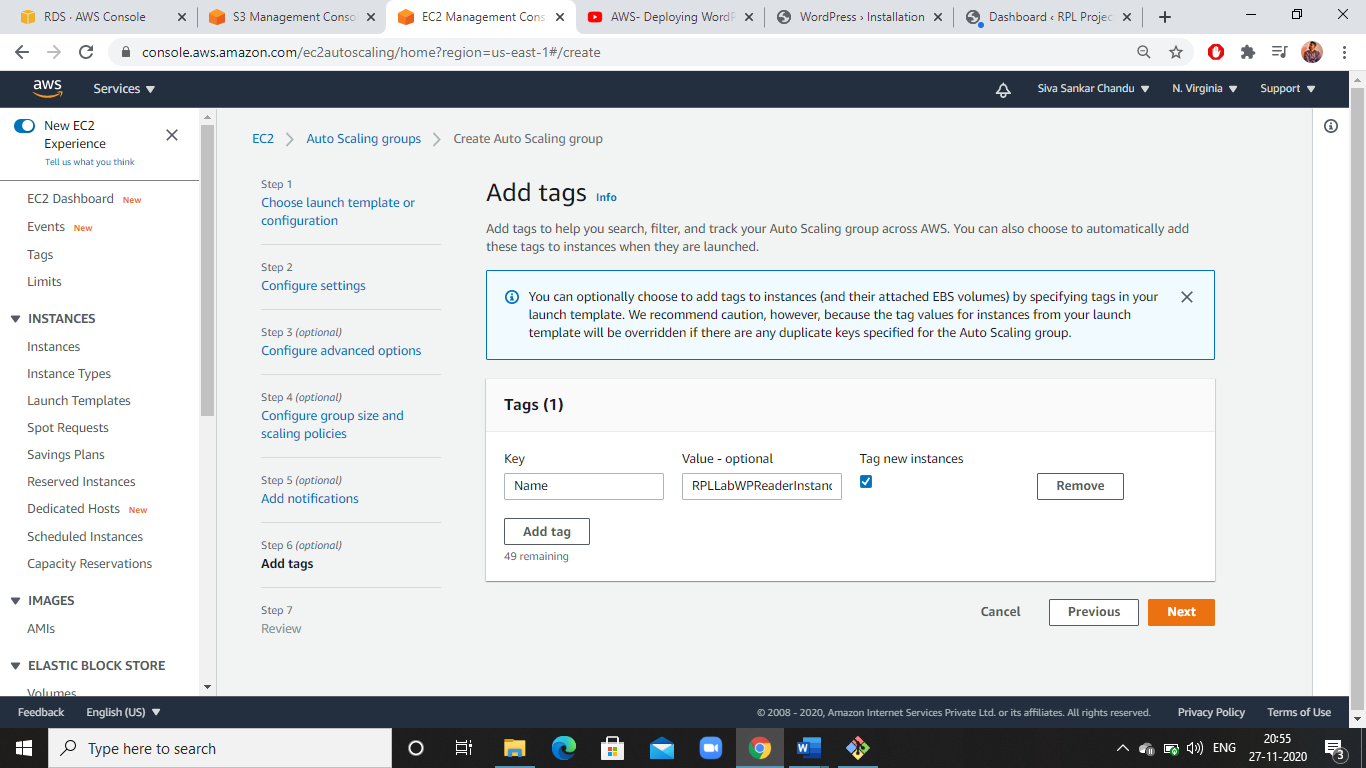 RDS · AWS Console
S3 Management Conso
EC2 Management Cons
AWS- Deploying WordP
WordPress › Installation
Dashboard ‹ RPL Projec
console.aws.amazon.com/ec2autoscaling/home?region=us-east-1#/create
aws
Services
Siva Sankar Chandu
N. Virginia
Support
New EC2
Experience
Tell us what you think
EC2 Dashboard New
Events New
Tags
Limits
INSTANCES
Instances
Instance Types
Launch Templates
Spot Requests
Savings Plans
Reserved Instances
Dedicated Hosts New
Scheduled Instances
Capacity Reservations
IMAGES
AMIs
ELASTIC BLOCK STORE
Volumes
EC2
Auto Scaling groups
Create Auto Scaling group
Step 1
Choose launch template or
configuration
Step 2
Configure settings
Step 3 (optional)
Configure advanced options
Step 4 (optional)
Configure group size and
scaling policies
Step 5 (optional)
Add notifications
Step 6 (optional)
Add tags
Step 7
Review
Add tags Info
Add tags to help you search, filter, and track your Auto Scaling group across AWS. You can also choose to automatically add
these tags to instances when they are launched.
You can optionally choose to add tags to instances (and their attached EBS volumes) by specifying tags in your
launch template. We recommend caution, however, because the tag values for instances from your launch
template will be overridden if there are any duplicate keys specified for the Auto Scaling group.
Tags (1)
Key
Value - optional
Tag new instances
Name
RPLLabWPReaderInstanc
Remove
Add tag
49 remaining
Cancel
Previous
Next
Feedback
English (US)
© 2008 - 2020, Amazon Internet Services Private Ltd. or its affiliates. All rights reserved.
Privacy Policy
Terms of Use
Type here to search
ENG
20:55
27-11-2020
3